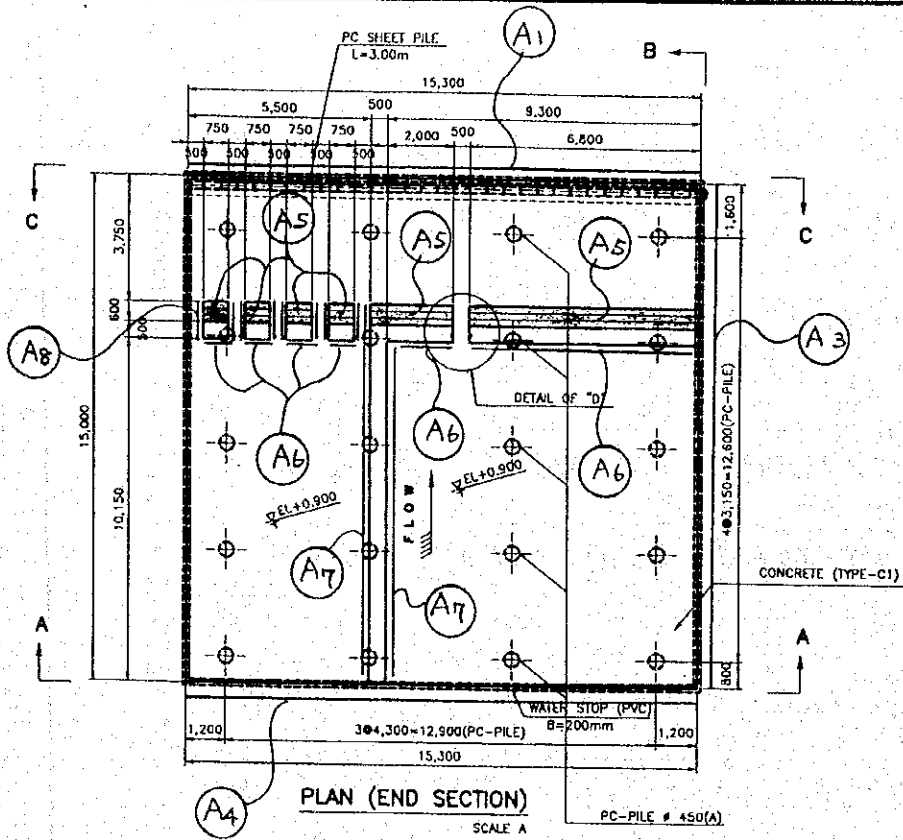 A1
PC SHEET PILE
L=3.00m
B
15,300
5,500
500
9,300
750
750
750
750
2,000
500
6,800
500
500
500
500
500
C
C
A5
A5
A5
3,750
1,600
600
500
A8
A3
DETAIL OF "D"
A6
A6
A6
15,000
10,150
4@3,150=12,600(PC-PILE)
EL+0.900
EL+0.900
FLOW
A7
A7
CONCRETE (TYPE-C1)
A
A
800
WATER STOP (PVC)
B=200mm
1,200
3@4,300=12,900(PC-PILE)
1,200
15,300
A4
PLAN (END SECTION)
SCALE A
PC-PILE ø 450(A)